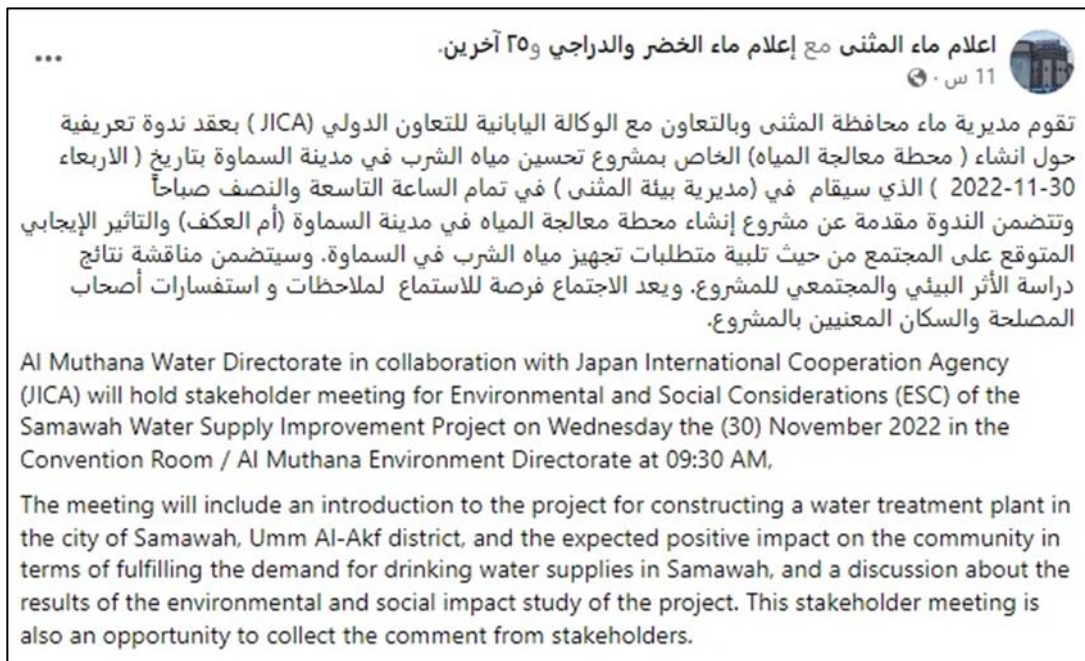 اعلام ماء المثنى مع إعلام ماء الخضر والدراجي و٢٥ آخرين.
11 س ·
تقوم مديرية ماء محافظة المثنى وبالتعاون مع الوكالة اليابانية للتعاون الدولي (JICA ) بعقد ندوة تعريفية
حول انشاء ( محطة معالجة المياه) الخاص بمشروع تحسين مياه الشرب في مدينة السماوة بتاريخ ( الاربعاء
30-11-2022 ) الذي سيقام في (مديرية بيئة المثنى ) في تمام الساعة التاسعة والنصف صباحاً
وتتضمن الندوة مقدمة عن مشروع إنشاء محطة معالجة المياه في مدينة السماوة (أم العكف) والتاثير الإيجابي
المتوقع على المجتمع من حيث تلبية متطلبات تجهيز مياه الشرب في السماوة. وسيتضمن مناقشة نتائج
دراسة الأثر البيئي والمجتمعي للمشروع. ويعد الاجتماع فرصة للاستماع لملاحظات و استفسارات أصحاب
المصلحة والسكان المعنيين بالمشروع.
Al Muthana Water Directorate in collaboration with Japan International Cooperation Agency
(JICA) will hold stakeholder meeting for Environmental and Social Considerations (ESC) of the
Samawah Water Supply Improvement Project on Wednesday the (30) November 2022 in the
Convention Room / Al Muthana Environment Directorate at 09:30 AM,
The meeting will include an introduction to the project for constructing a water treatment plant in
the city of Samawah, Umm Al-Akf district, and the expected positive impact on the community in
terms of fulfilling the demand for drinking water supplies in Samawah, and a discussion about the
results of the environmental and social impact study of the project. This stakeholder meeting is
also an opportunity to collect the comment from stakeholders.